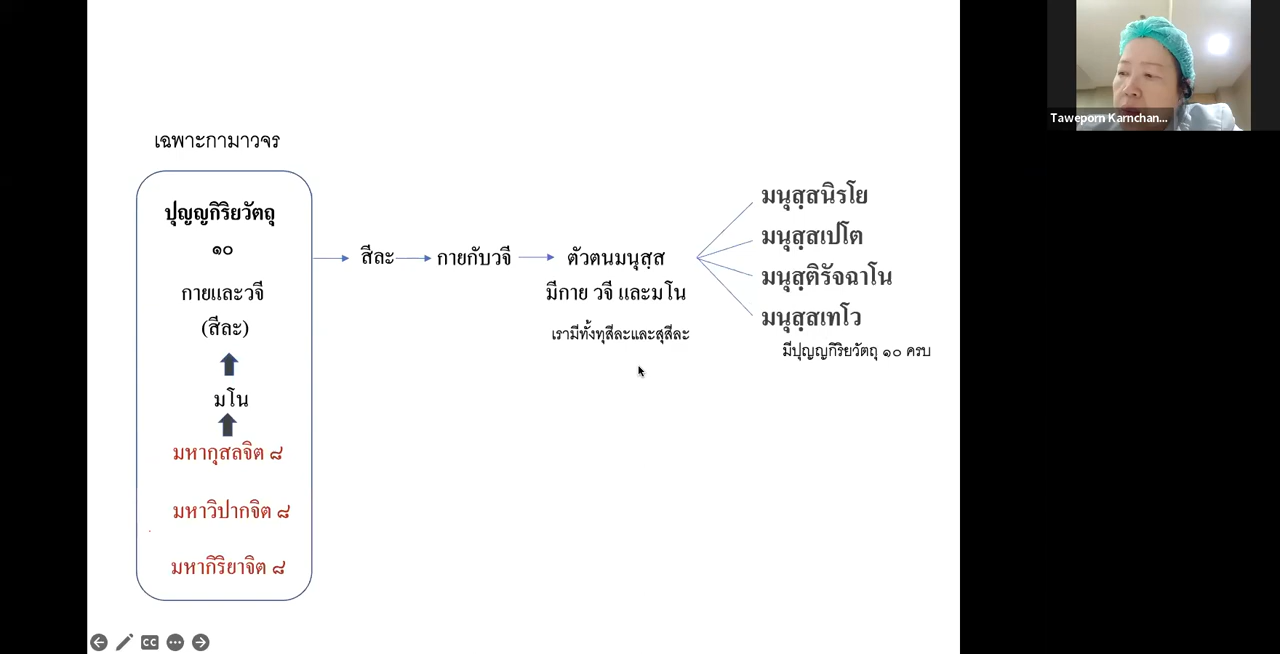 เฉพาะกามาวจร
ปุญญกิริยวัตถุ
๑๐
กายและวจี
(สีละ)
มโน
มหากุสลจิต ๘
มหาวิปากจิต ๘
มหากิริยาจิต ๘
สีละ
กายกับวจี
ตัวตนมนุสฺส
มีกาย วจี และมโน
เรามีทั้งทุสีละและสุสีละ
มนุสฺสนิรโย
มนุสฺสเปโต
มนุสฺติรัจฉาโน
มนุสฺสเทโว
มีปุญญกิริยวัตถุ ๑๐ ครบ
Taweporn Karnchan...
CC